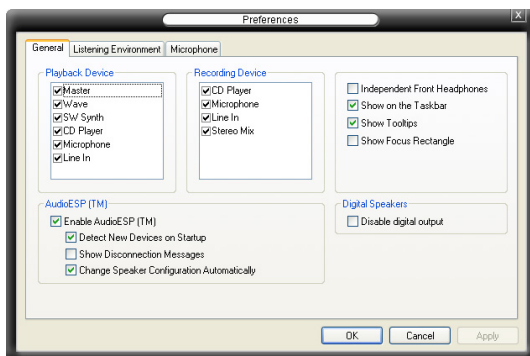 Preferences
X
General Listening Environment Microphone
Playback Device
Master
Wave
SW Synth
CD Player
Microphone
Line In
Recording Device
CD Player
Microphone
Line In
Stereo Mix
Independent Front Headphones
Show on the Taskbar
Show Tooltips
Show Focus Rectangle
AudioESP (TM)
Enable AudioESP (TM)
Detect New Devices on Startup
Show Disconnection Messages
Change Speaker Configuration Automatically
Digital Speakers
Disable digital output
OK Cancel Apply